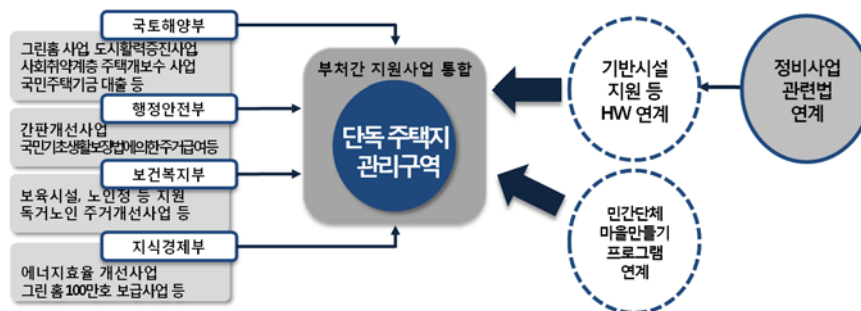 국토해양부
그린홈 사업, 도시활력증진사업,
사회취약계층 주택개보수 사업
국민주택기금 대출 등
행정안전부
간판개선사업
국민기초생활보장법에의한주거급여등
보건복지부
보육시설, 노인정 등 지원
독거노인 주거개선사업 등
지식경제부
에너지효율 개선사업
그린 홈 100만호 보급사업 등
부처간 지원사업 통합
단독 주택지
관리구역
기반시설
지원 등
HW 연계
정비사업
관련법
연계
민간단체
마을만들기
프로그램
연계